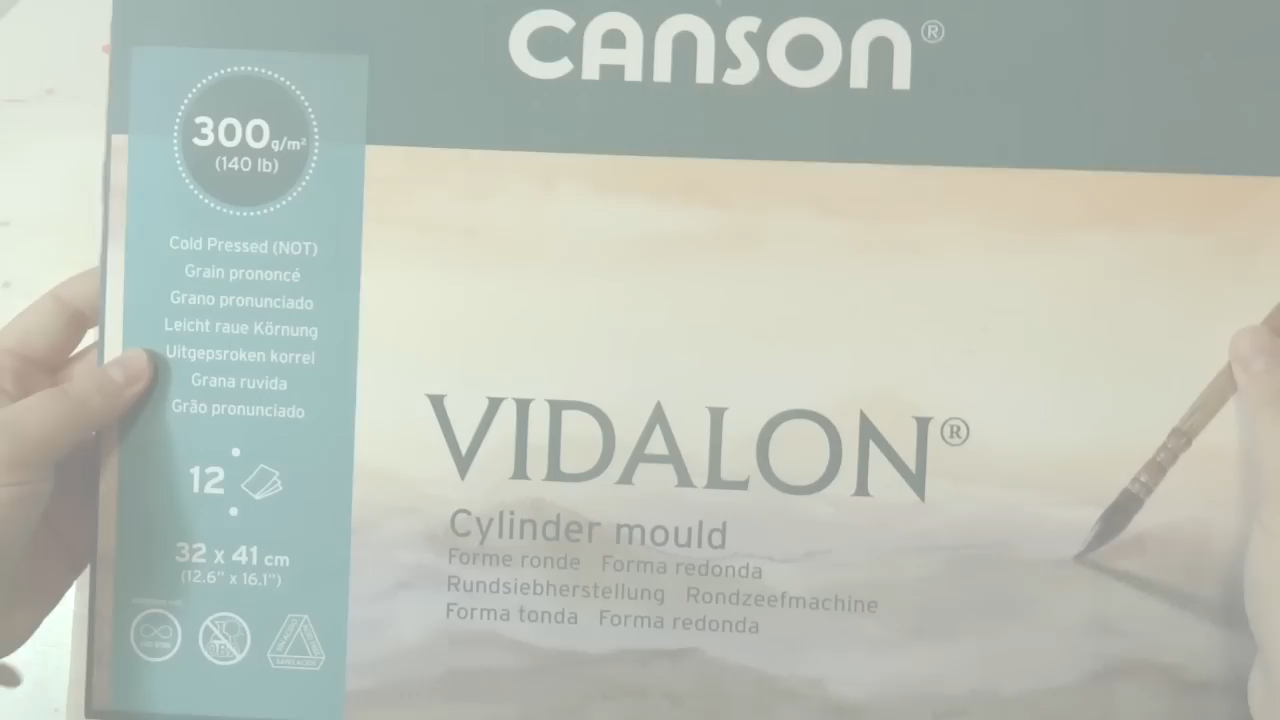 CANSON®
300 g/m²
(140 lb)
Cold Pressed (NOT)
Grain prononcé
Grano pronunciado
Leicht raue Körnung
Uitgepsroken korrel
Grana ruvida
Grão pronunciado
12
32 x 41 cm
(12.6" x 16.1")
VIDALON®
Cylinder mould
Forme ronde Forma redonda
Rundsiebherstellung Rondzeefmachine
Forma tonda Forma redonda